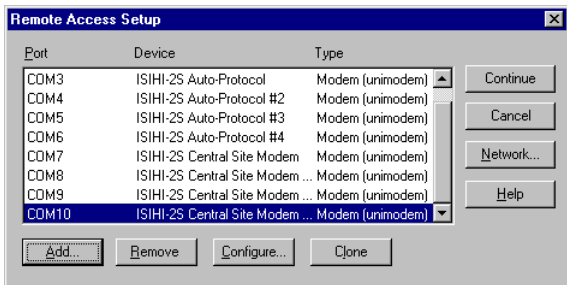 Remote Access Setup
Port Device Type
COM3 ISIHI-2S Auto-Protocol Modem (unimodem)
COM4 ISIHI-2S Auto-Protocol #2 Modem (unimodem)
COM5 ISIHI-2S Auto-Protocol #3 Modem (unimodem)
COM6 ISIHI-2S Auto-Protocol #4 Modem (unimodem)
COM7 ISIHI-2S Central Site Modem Modem (unimodem)
COM8 ISIHI-2S Central Site Modem ... Modem (unimodem)
COM9 ISIHI-2S Central Site Modem ... Modem (unimodem)
COM10 ISIHI-2S Central Site Modem ... Modem (unimodem)
Continue
Cancel
Network...
Help
Add... Remove Configure... Clone